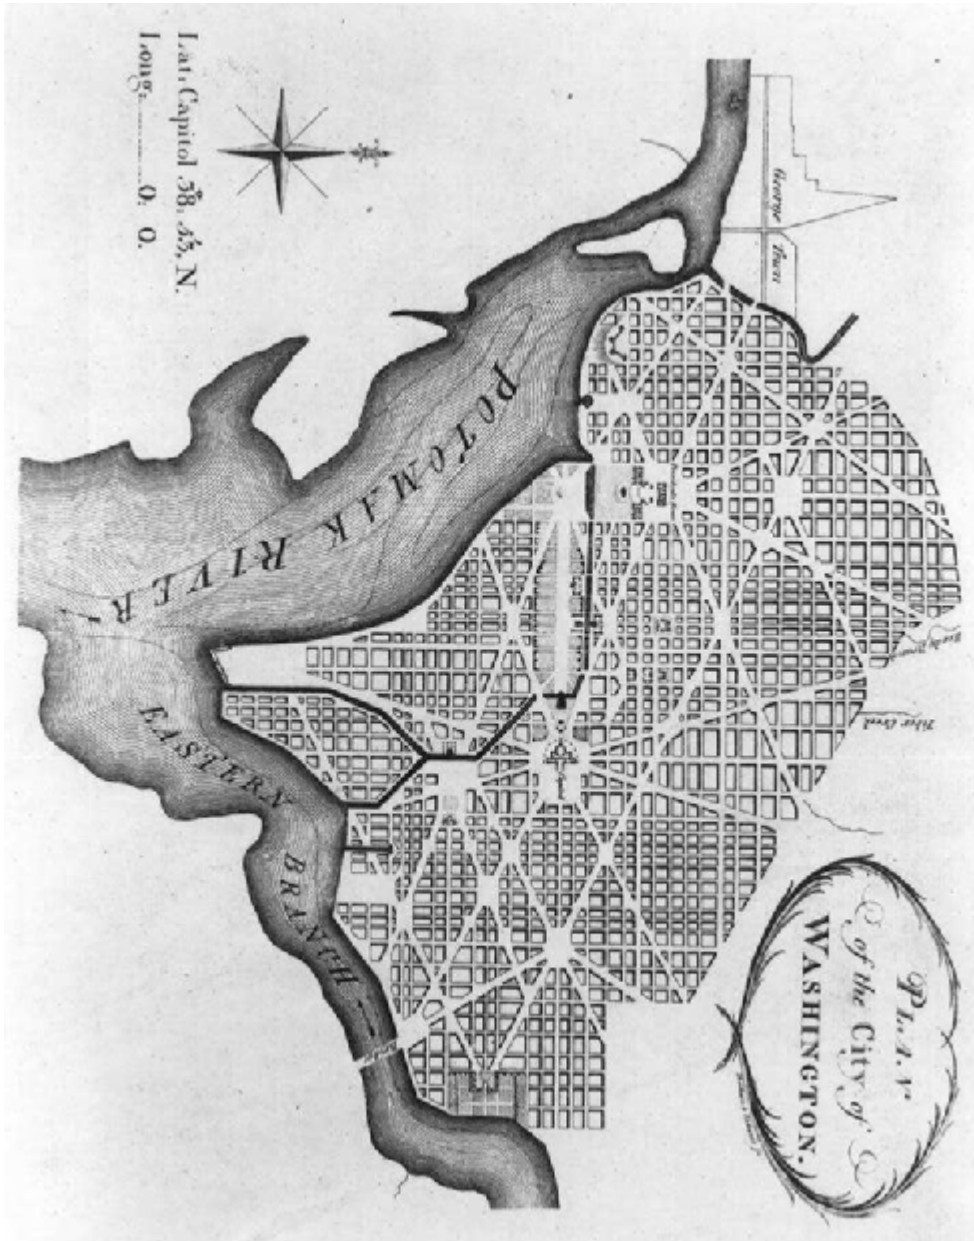 Lat. Capitol 38. 53, N.
Long. 0. 0.
George Town
POTOMAK RIVER
EASTERN BRANCH
PLAN
of the City of
WASHINGTON.